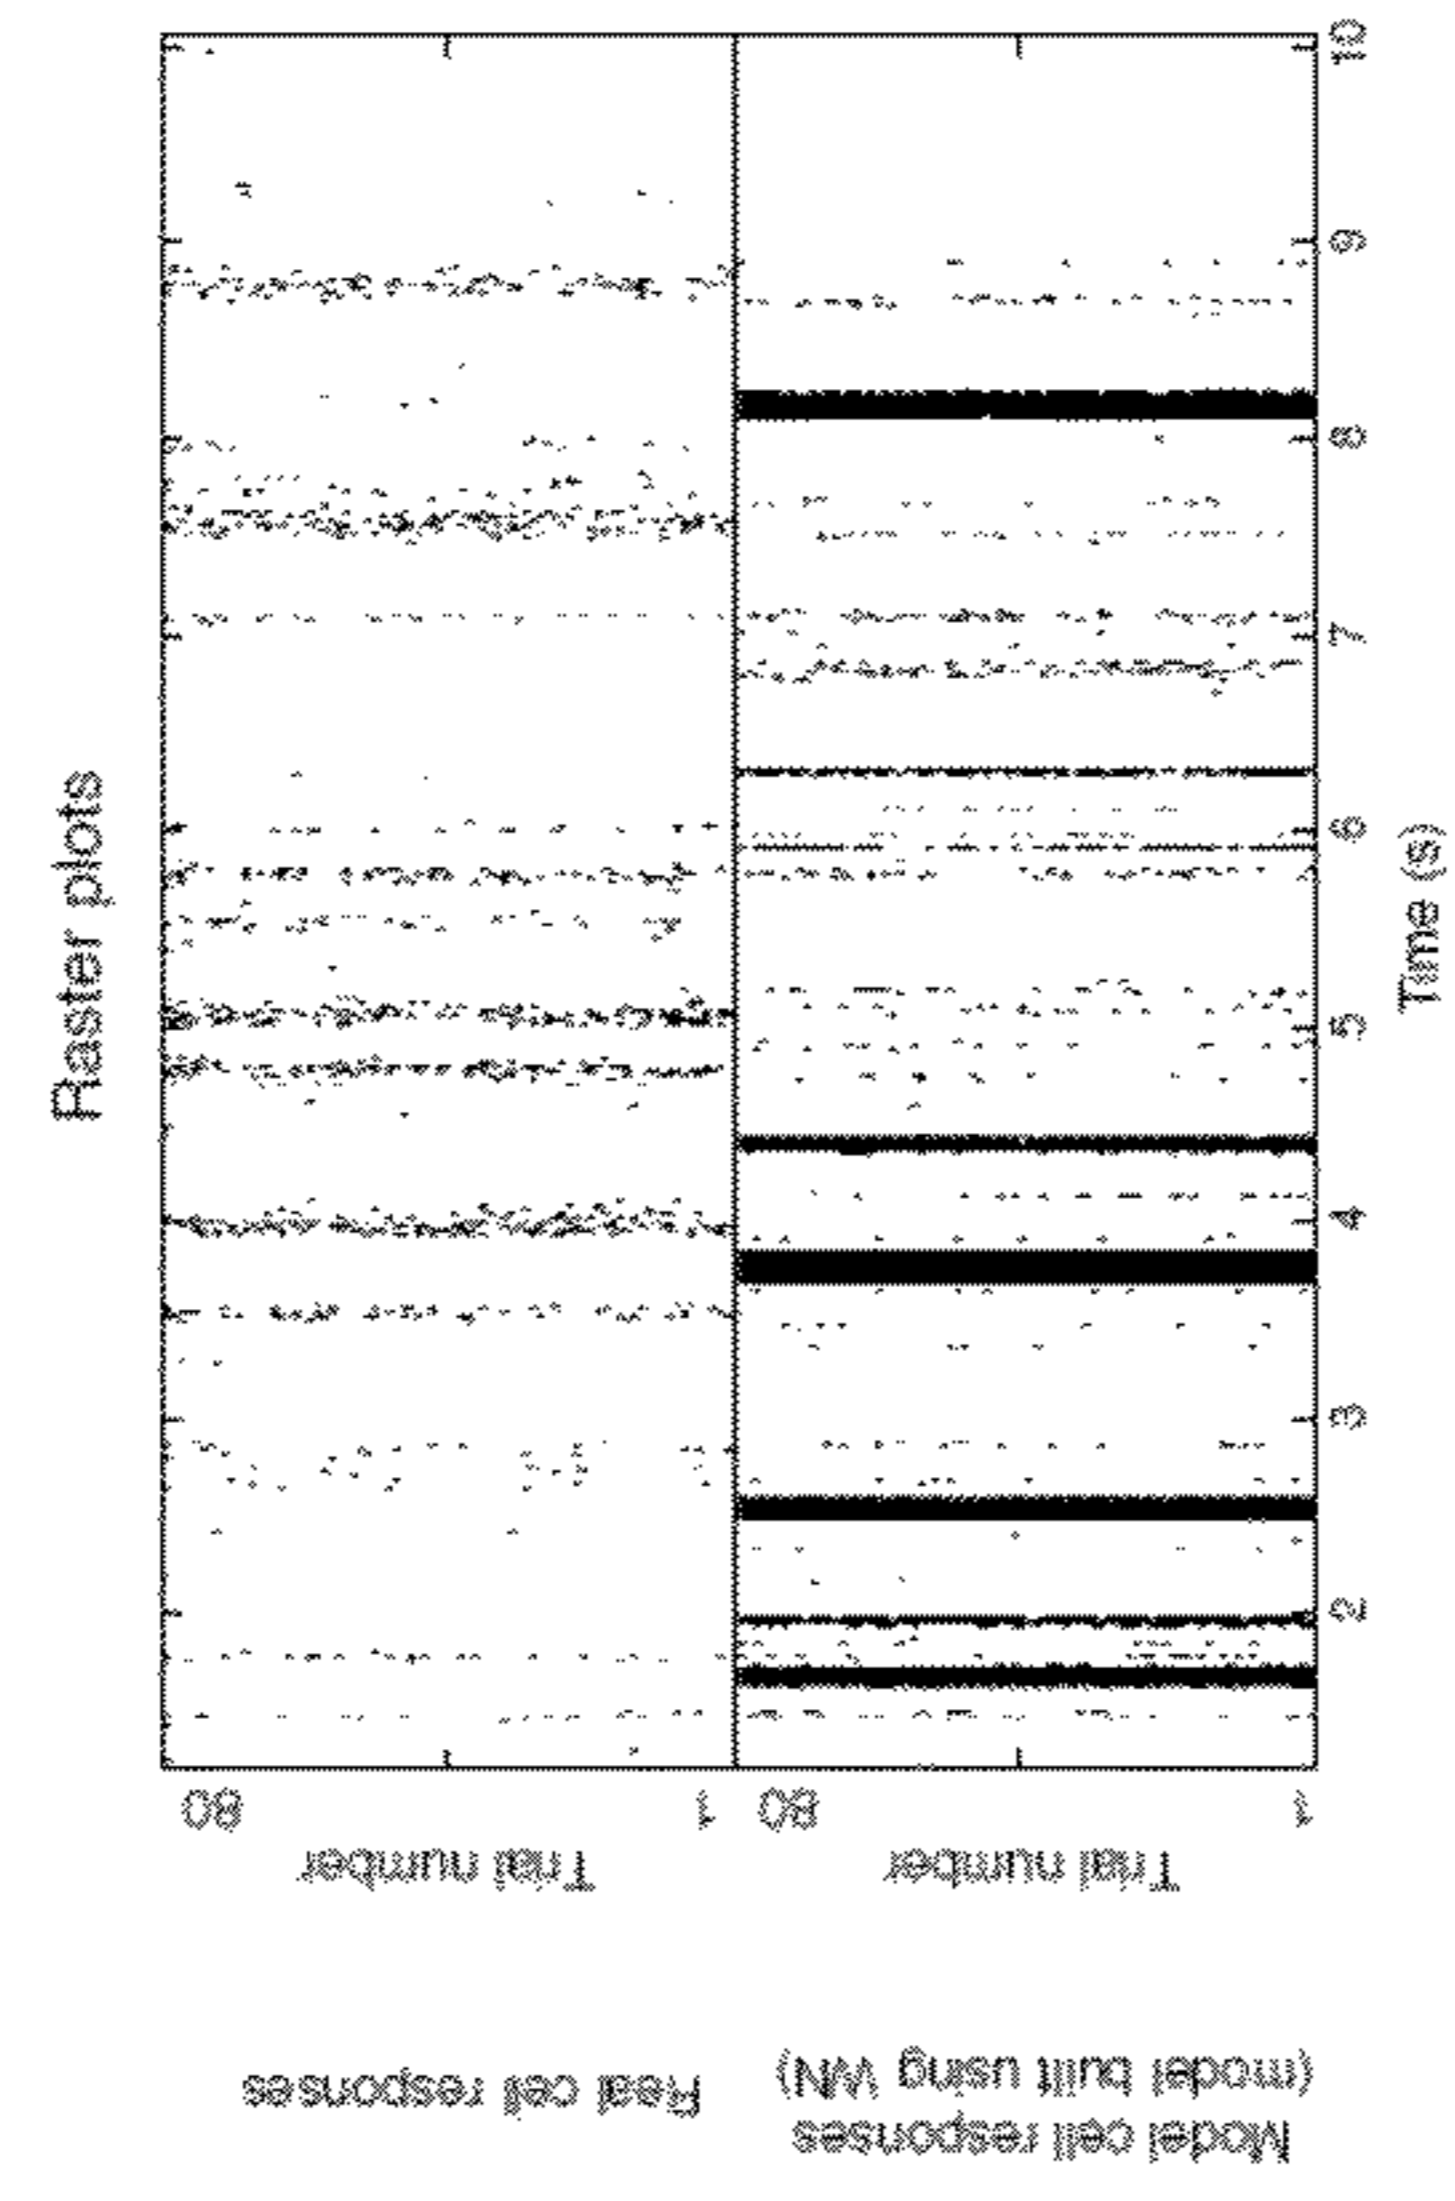 Raster plots
Real cell responses
Trial number
80
1
Model cell responses
(model built using WN)
Trial number
80
1
2
3
4
5
6
7
8
9
10
Time (s)